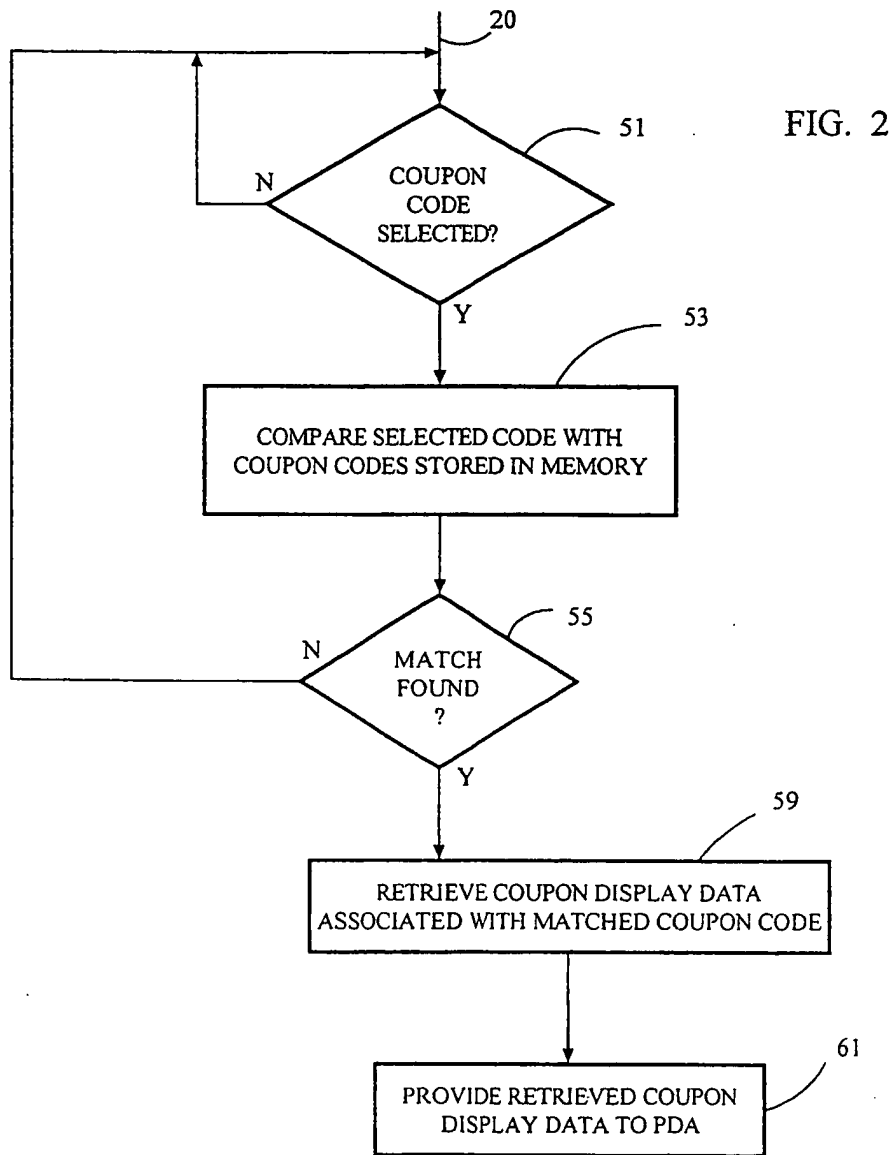 20
FIG. 2
51
N
COUPON
CODE
SELECTED?
Y
53
COMPARE SELECTED CODE WITH
COUPON CODES STORED IN MEMORY
55
N
MATCH
FOUND
?
Y
59
RETRIEVE COUPON DISPLAY DATA
ASSOCIATED WITH MATCHED COUPON CODE
61
PROVIDE RETRIEVED COUPON
DISPLAY DATA TO PDA